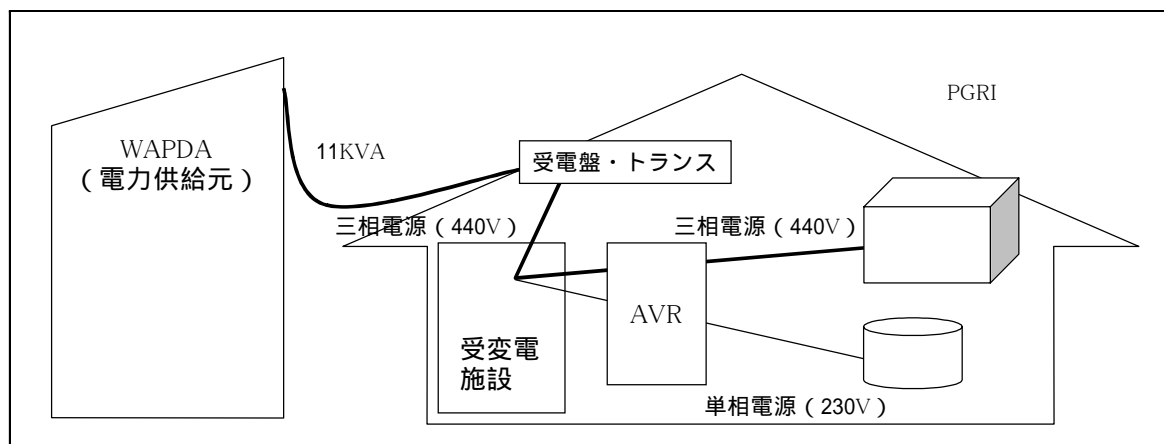 PGRI
WAPDA
（電力供給元）
11KVA
受電盤・トランス
三相電源（440V）
三相電源（440V）
AVR
受変電
施設
単相電源（230V）